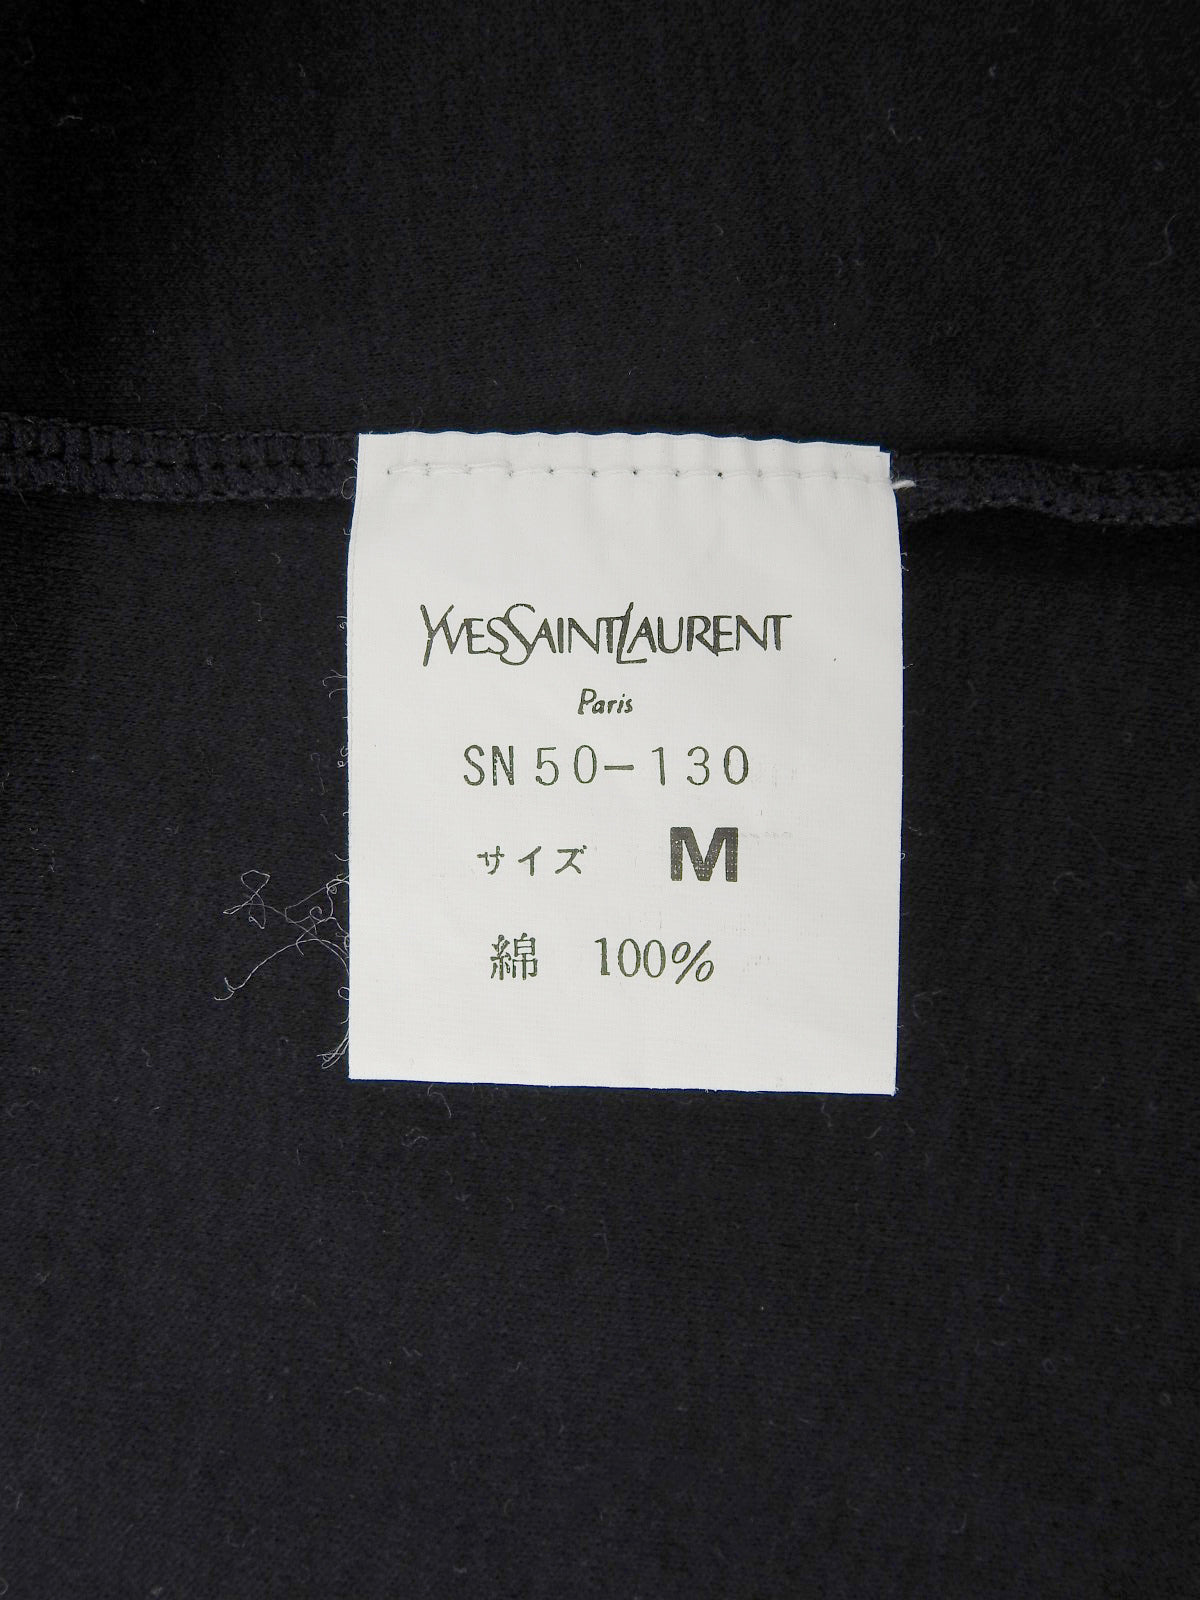 YVESSAINTLAURENT
Paris
SN50-130
サイズ M
綿 100%